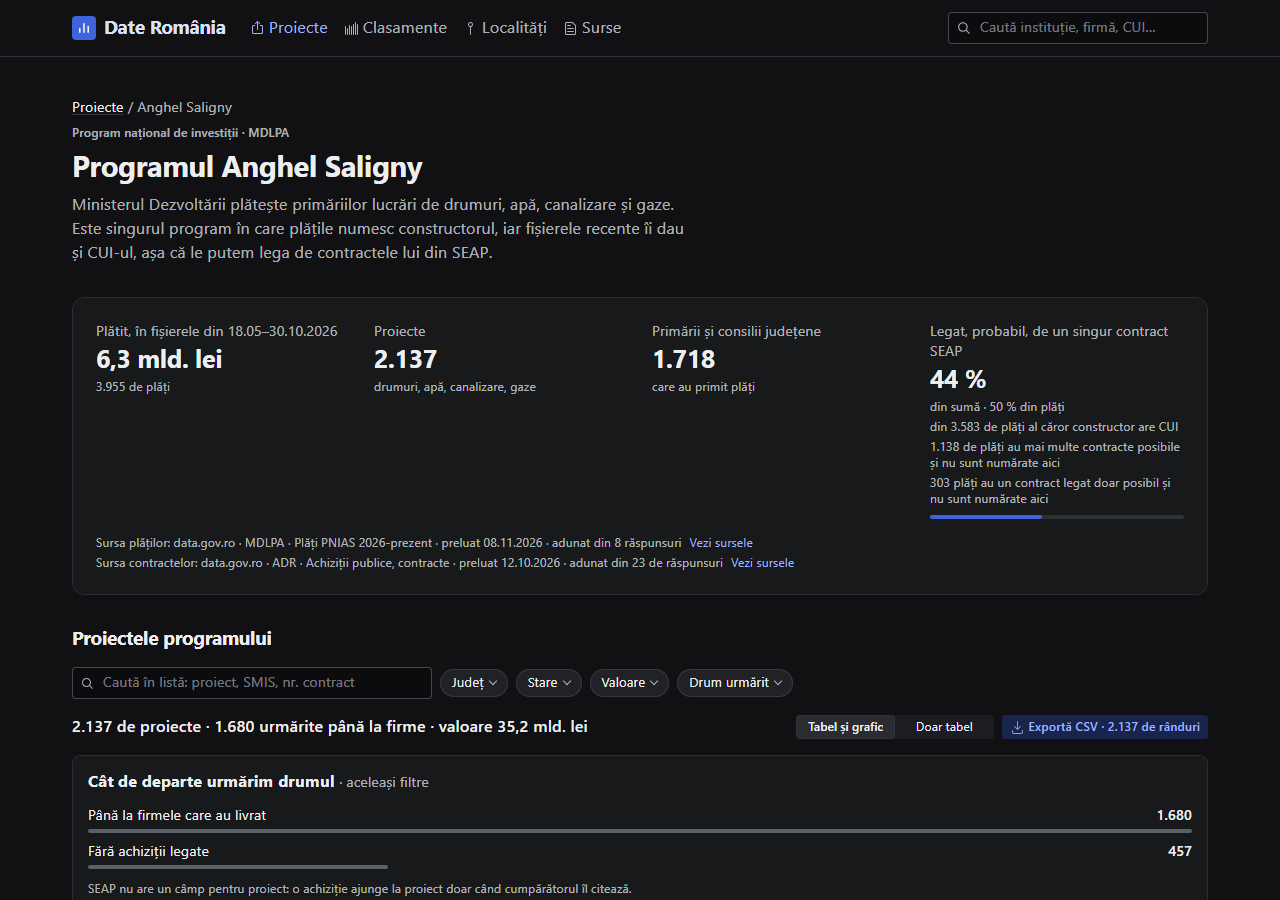 Date România
Proiecte
Clasamente
Localități
Surse
Caută instituție, firmă, CUI...
Proiecte / Anghel Saligny
Program național de investiții · MDLPA
Programul Anghel Saligny
Ministerul Dezvoltării plătește primăriilor lucrări de drumuri, apă, canalizare și gaze.
Este singurul program în care plățile numesc constructorul, iar fișierele recente îi dau
și CUI-ul, așa că le putem lega de contractele lui din SEAP.
Plătit, în fișierele din 18.05–30.10.2026
6,3 mld. lei
3.955 de plăți
Proiecte
2.137
drumuri, apă, canalizare, gaze
Primării și consilii județene
1.718
care au primit plăți
Legat, probabil, de un singur contract
SEAP
44 %
din sumă · 50 % din plăți
din 3.583 de plăți al căror constructor are CUI
1.138 de plăți au mai multe contracte posibile
și nu sunt numărate aici
303 plăți au un contract legat doar posibil și
nu sunt numărate aici
Sursa plăților: data.gov.ro · MDLPA · Plăți PNIAS 2026-prezent · preluat 08.11.2026 · adunat din 8 răspunsuri Vezi sursele
Sursa contractelor: data.gov.ro · ADR · Achiziții publice, contracte · preluat 12.10.2026 · adunat din 23 de răspunsuri Vezi sursele
Proiectele programului
Caută în listă: proiect, SMIS, nr. contract
Județ
Stare
Valoare
Drum urmărit
2.137 de proiecte · 1.680 urmărite până la firme · valoare 35,2 mld. lei
Tabel și grafic
Doar tabel
Exportă CSV · 2.137 de rânduri
Cât de departe urmărim drumul · aceleași filtre
Până la firmele care au livrat 1.680
Fără achiziții legate 457
SEAP nu are un câmp pentru proiect: o achiziție ajunge la proiect doar când cumpărătorul îl citează.